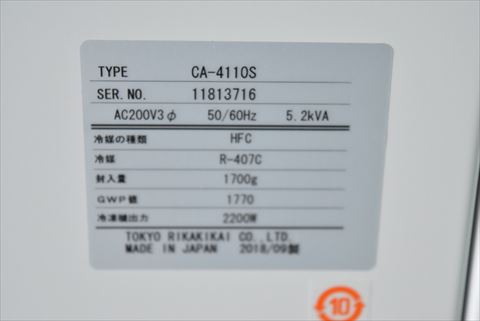 TYPE CA-4110S
SER.NO. 11813716
AC200V3φ 50/60Hz 5.2kVA
冷媒の種類 HFC
冷媒 R-407C
封入量 1700g
GWP値 1770
冷凍機出力 2200W
TOKYO RIKAKIKAI CO.,LTD.
MADE IN JAPAN 2018/09製
10